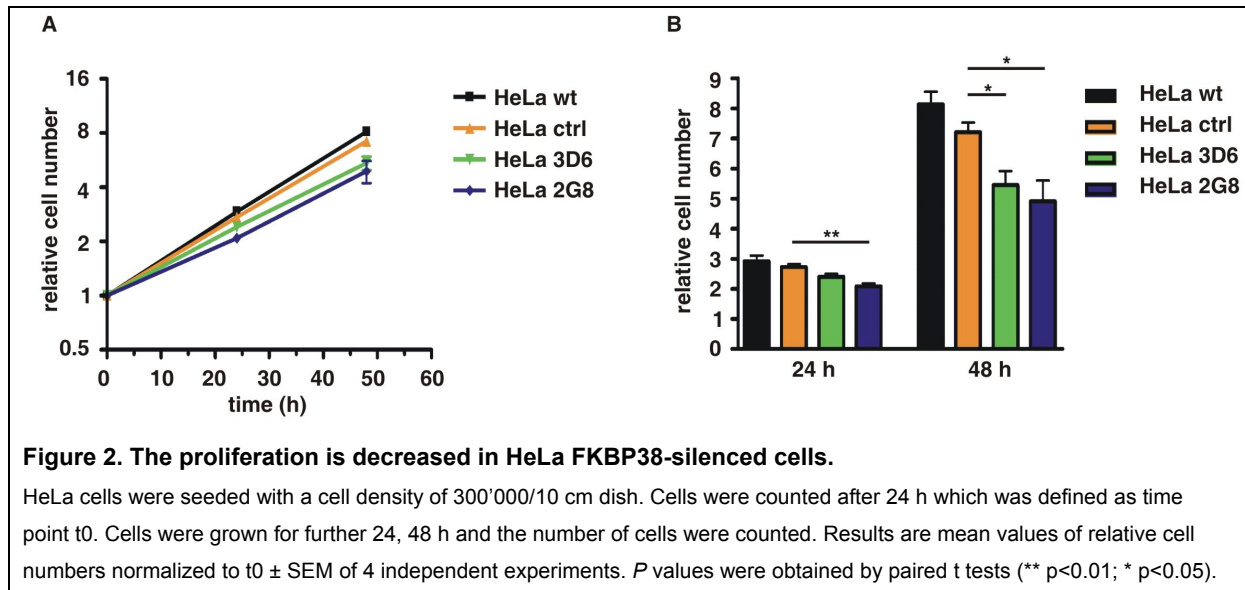 A
16
8
4
2
1
0.5
relative cell number
0 10 20 30 40 50 60
time (h)
HeLa wt
HeLa ctrl
HeLa 3D6
HeLa 2G8
B
9
8
7
6
5
4
3
2
1
0
relative cell number
**
*
*
24 h 48 h
HeLa wt
HeLa ctrl
HeLa 3D6
HeLa 2G8
Figure 2. The proliferation is decreased in HeLa FKBP38-silenced cells.
HeLa cells were seeded with a cell density of 300’000/10 cm dish. Cells were counted after 24 h which was defined as time
point t0. Cells were grown for further 24, 48 h and the number of cells were counted. Results are mean values of relative cell
numbers normalized to t0 ± SEM of 4 independent experiments. P values were obtained by paired t tests (** p<0.01; * p<0.05).